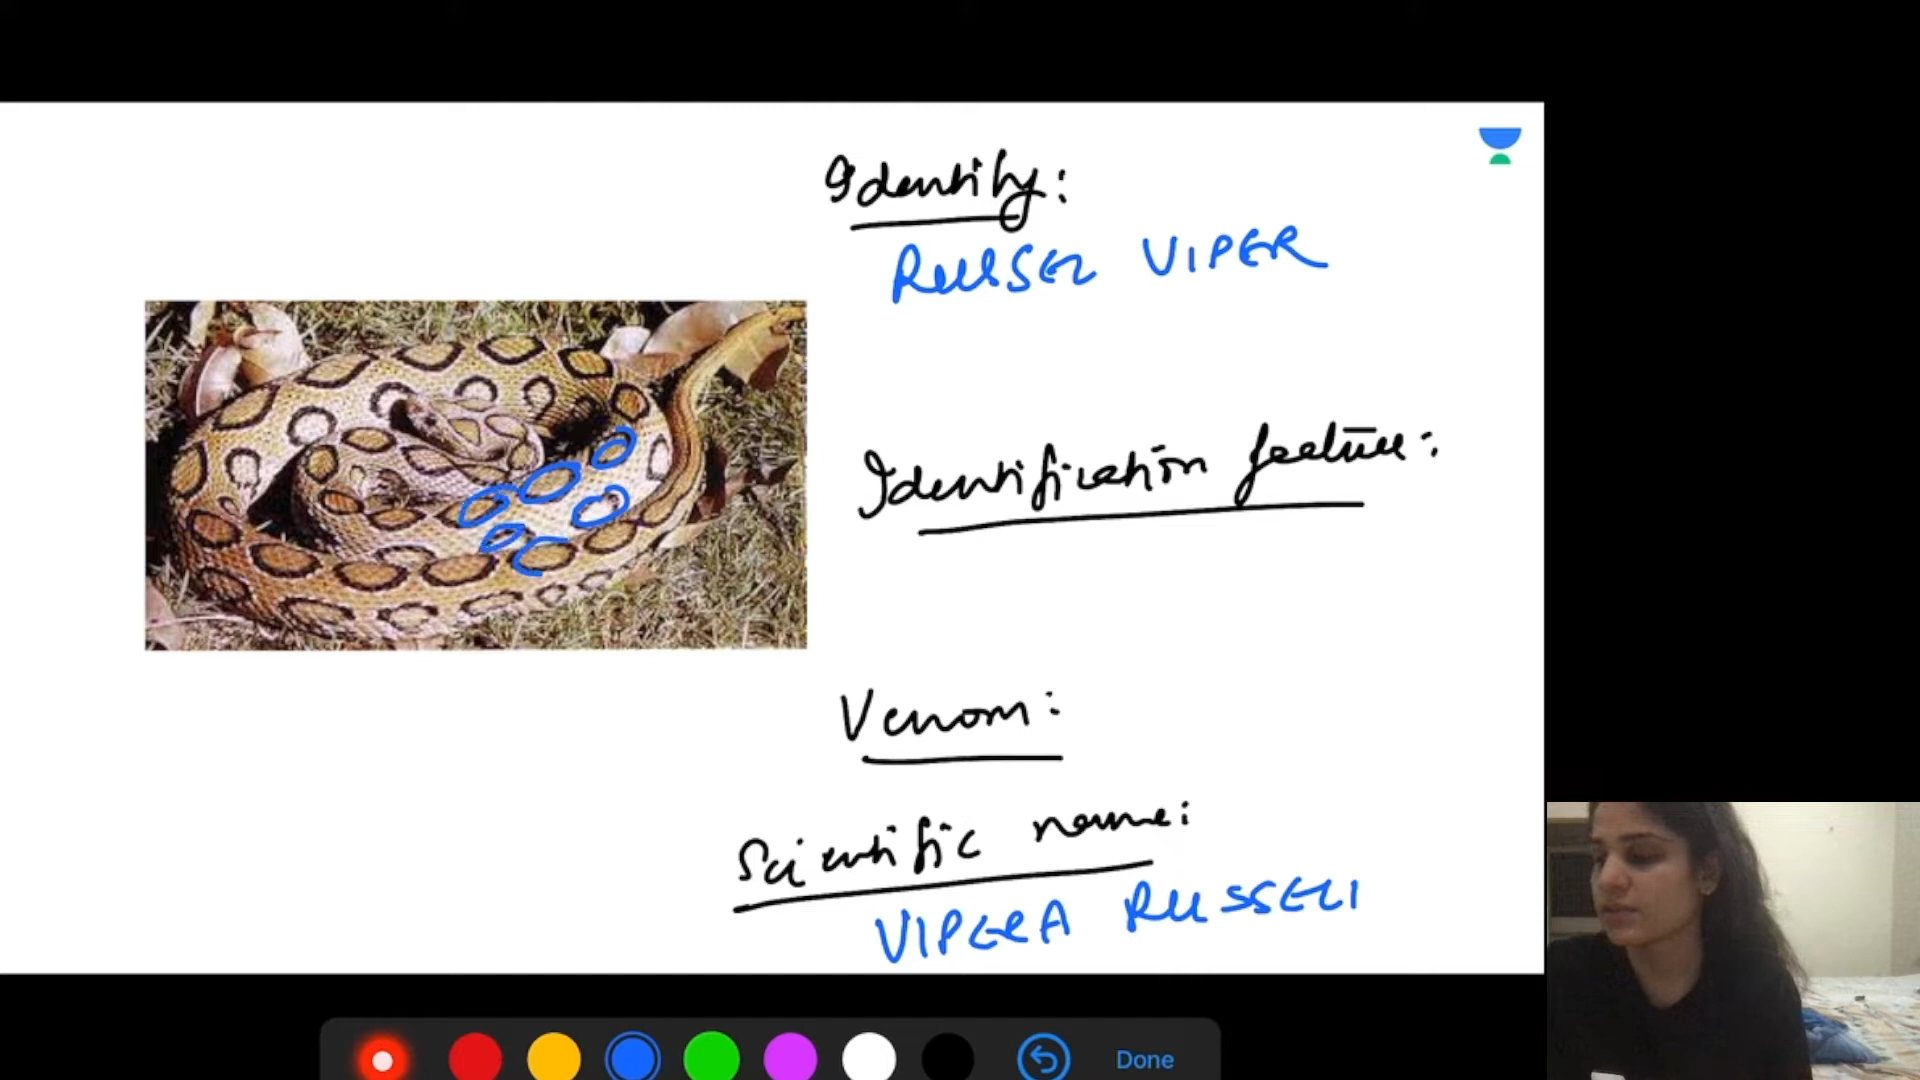 Identify:
RUSSEL VIPER
Identification feature:
Venom:
Scientific name:
VIPERA RUSSELI
Done